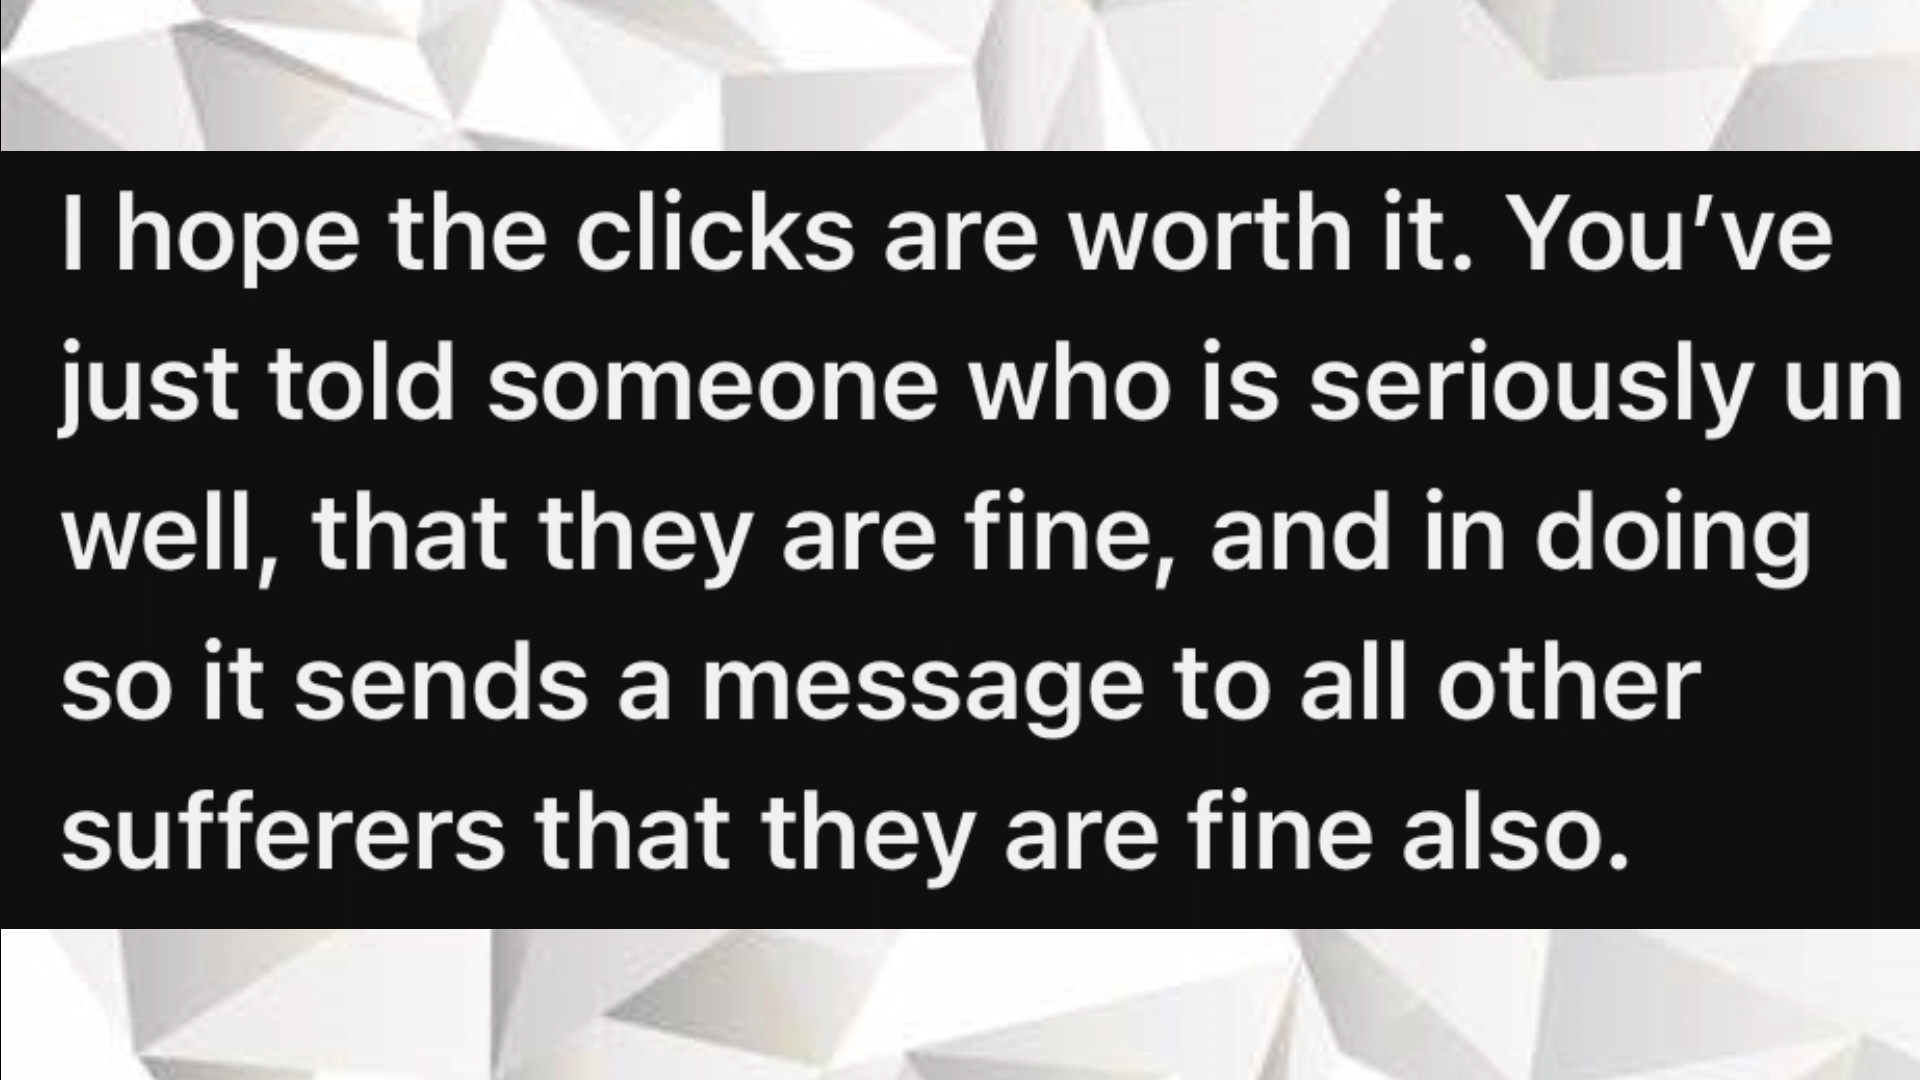 I hope the clicks are worth it. You've
just told someone who is seriously un
well, that they are fine, and in doing
so it sends a message to all other
sufferers that they are fine also.